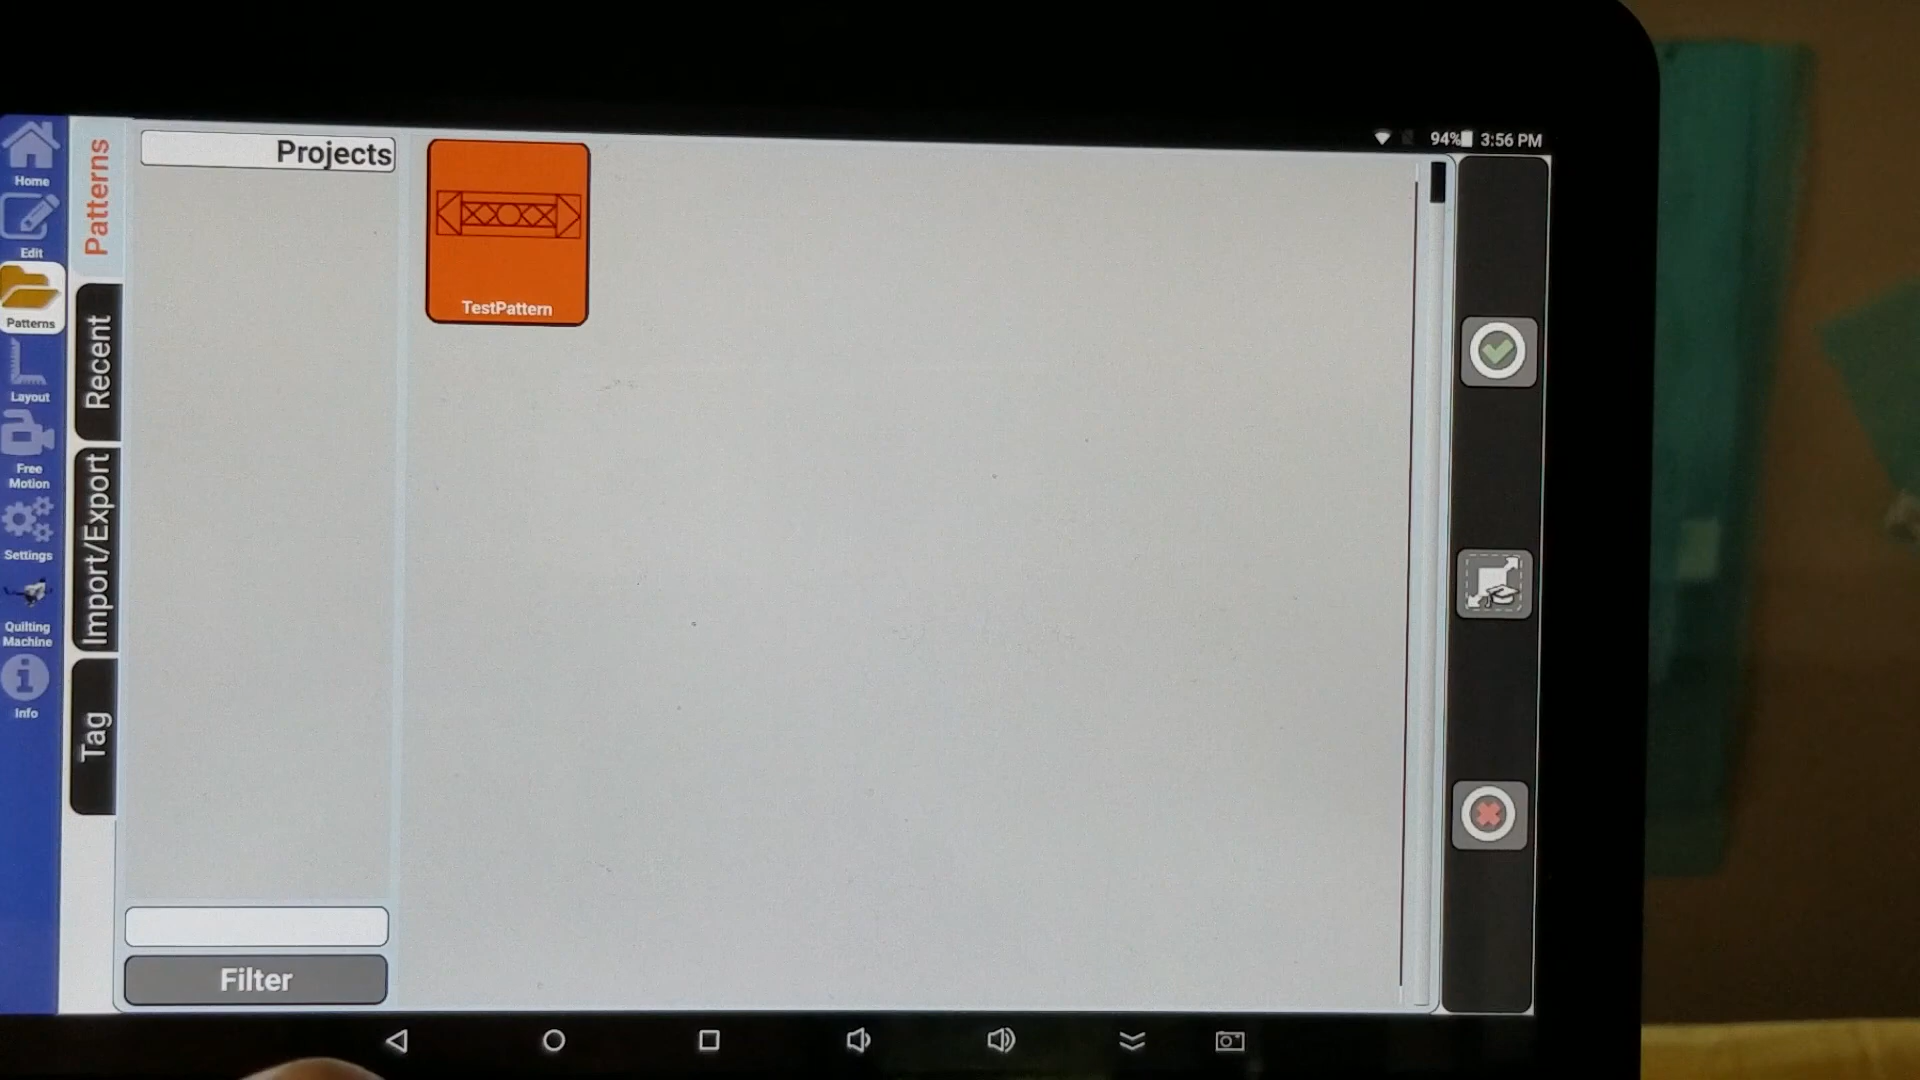 94% 3:56 PM
Home
Edit
Patterns
Layout
Free
Motion
Settings
Quilting
Machine
Info
Patterns
Recent
Import/Export
Tag
Projects
TestPattern
Filter